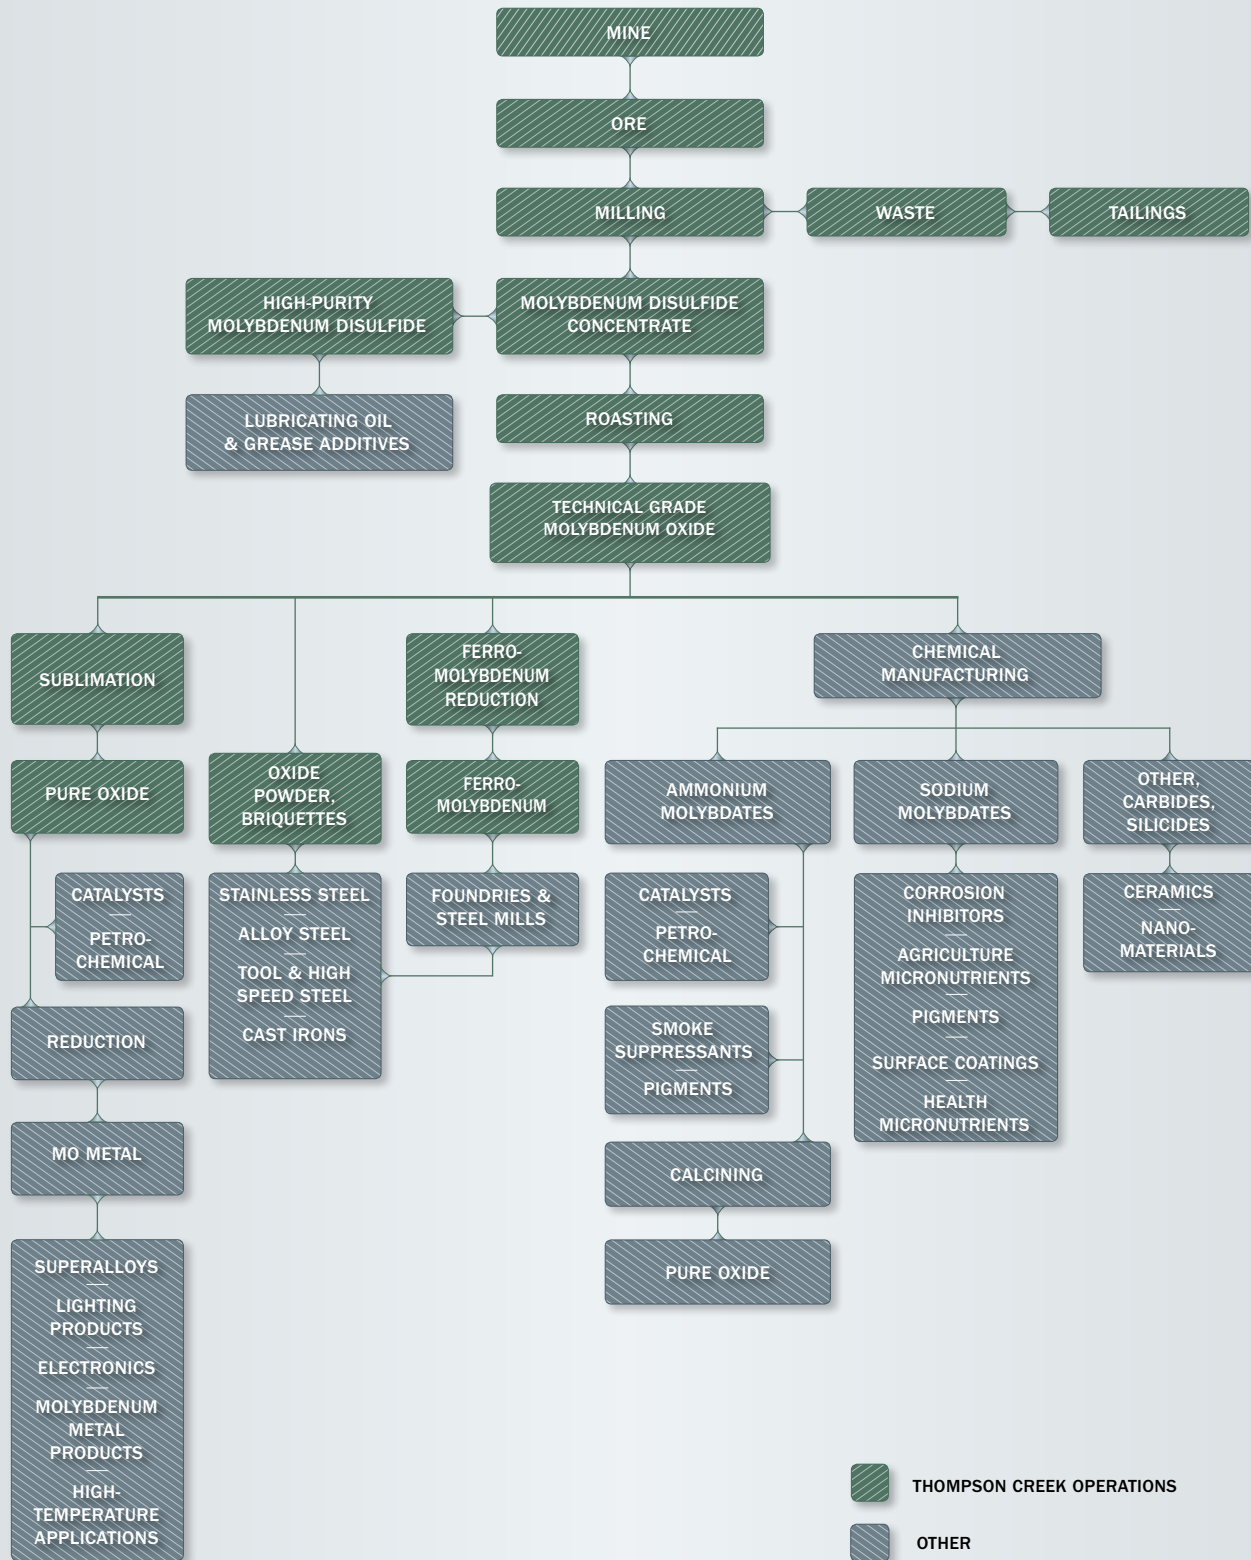 MINE
ORE
MILLING
WASTE
TAILINGS
HIGH-PURITY
MOLYBDENUM DISULFIDE
MOLYBDENUM DISULFIDE
CONCENTRATE
LUBRICATING OIL
& GREASE ADDITIVES
ROASTING
TECHNICAL GRADE
MOLYBDENUM OXIDE
SUBLIMATION
FERRO-
MOLYBDENUM
REDUCTION
CHEMICAL
MANUFACTURING
PURE OXIDE
OXIDE
POWDER,
BRIQUETTES
FERRO-
MOLYBDENUM
AMMONIUM
MOLYBDATES
SODIUM
MOLYBDATES
OTHER,
CARBIDES,
SILICIDES
CATALYSTS
PETRO-
CHEMICAL
STAINLESS STEEL
ALLOY STEEL
TOOL & HIGH
SPEED STEEL
CAST IRONS
FOUNDRIES &
STEEL MILLS
CATALYSTS
PETRO-
CHEMICAL
CORROSION
INHIBITORS
AGRICULTURE
MICRONUTRIENTS
PIGMENTS
SURFACE COATINGS
HEALTH
MICRONUTRIENTS
CERAMICS
NANO-
MATERIALS
REDUCTION
SMOKE
SUPPRESSANTS
PIGMENTS
MO METAL
CALCINING
PURE OXIDE
SUPERALLOYS
LIGHTING
PRODUCTS
ELECTRONICS
MOLYBDENUM
METAL
PRODUCTS
HIGH-
TEMPERATURE
APPLICATIONS
THOMPSON CREEK OPERATIONS
OTHER